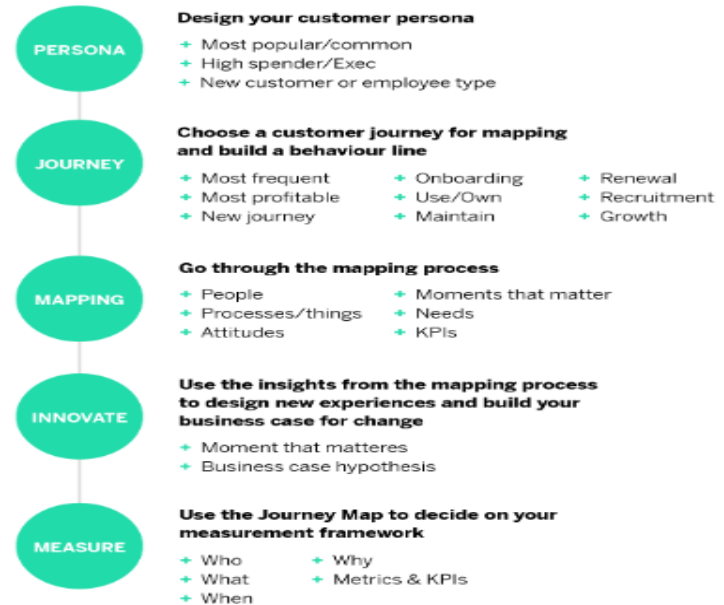 PERSONA
Design your customer persona
+ Most popular/common
+ High spender/Exec
+ New customer or employee type
JOURNEY
Choose a customer journey for mapping
and build a behaviour line
+ Most frequent
+ Most profitable
+ New journey
+ Onboarding
+ Use/Own
+ Maintain
+ Renewal
+ Recruitment
+ Growth
MAPPING
Go through the mapping process
+ People
+ Processes/things
+ Attitudes
+ Moments that matter
+ Needs
+ KPIs
INNOVATE
Use the insights from the mapping process
to design new experiences and build your
business case for change
+ Moment that matteres
+ Business case hypothesis
MEASURE
Use the Journey Map to decide on your
measurement framework
+ Who
+ What
+ When
+ Why
+ Metrics & KPIs